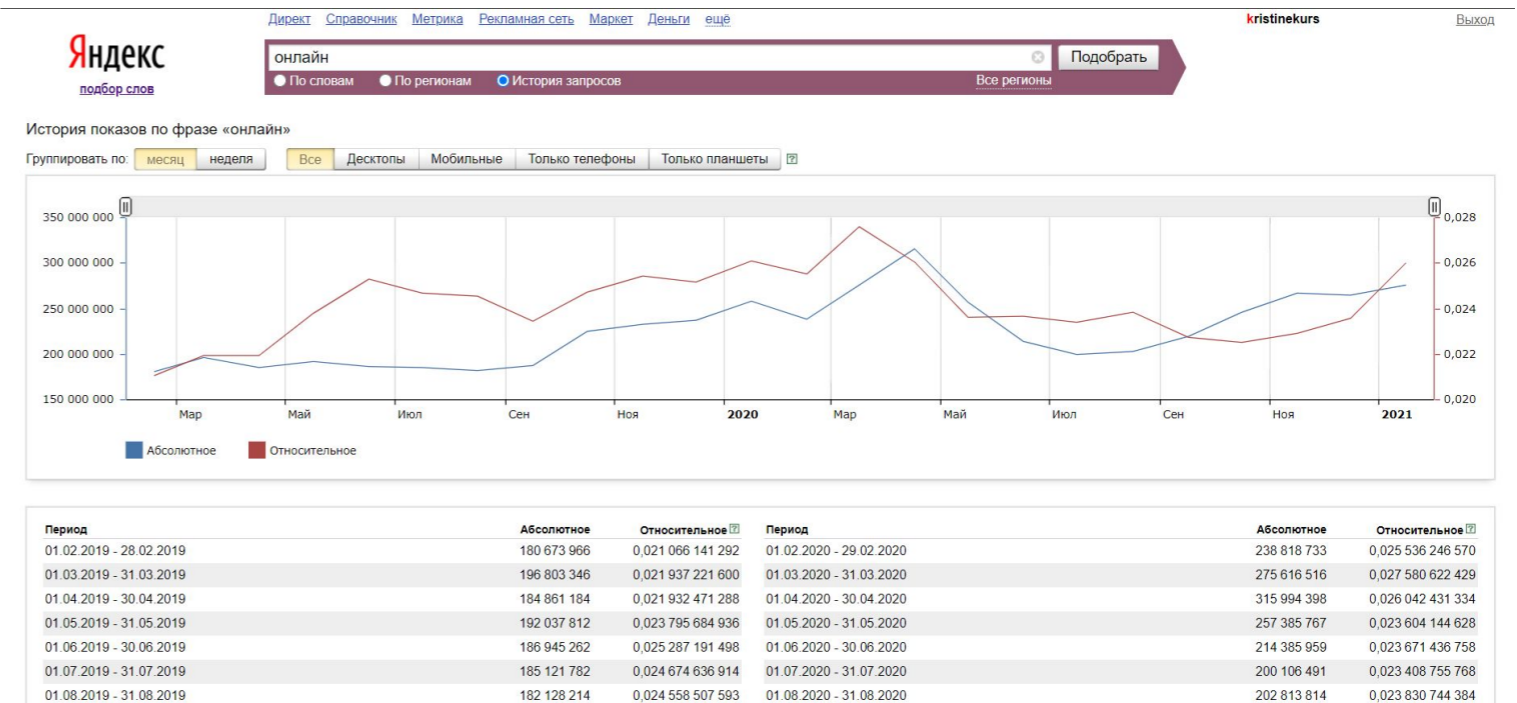 Директ Справочник Метрика Рекламная сеть Маркет Деньги ещё kristinekurs Выход
Яндекс
подбор слов
онлайн Подобрать
По словам По регионам История запросов Все регионы
История показов по фразе «онлайн»
Группировать по: месяц неделя Все Десктопы Мобильные Только телефоны Только планшеты ?
350 000 000 0,028
300 000 000 0,026
250 000 000 0,024
200 000 000 0,022
150 000 000 0,020
Мар Май Июл Сен Ноя 2020 Мар Май Июл Сен Ноя 2021
Абсолютное Относительное
Период Абсолютное Относительное ? Период Абсолютное Относительное ?
01.02.2019 - 28.02.2019 180 673 966 0,021 066 141 292 01.02.2020 - 29.02.2020 238 818 733 0,025 536 246 570
01.03.2019 - 31.03.2019 196 803 346 0,021 937 221 600 01.03.2020 - 31.03.2020 275 616 516 0,027 580 622 429
01.04.2019 - 30.04.2019 184 861 184 0,021 932 471 288 01.04.2020 - 30.04.2020 315 994 398 0,026 042 431 334
01.05.2019 - 31.05.2019 192 037 812 0,023 795 684 936 01.05.2020 - 31.05.2020 257 385 767 0,023 604 144 628
01.06.2019 - 30.06.2019 186 945 262 0,025 287 191 498 01.06.2020 - 30.06.2020 214 385 959 0,023 671 436 758
01.07.2019 - 31.07.2019 185 121 782 0,024 674 636 914 01.07.2020 - 31.07.2020 200 106 491 0,023 408 755 768
01.08.2019 - 31.08.2019 182 128 214 0,024 558 507 593 01.08.2020 - 31.08.2020 202 813 814 0,023 830 744 384